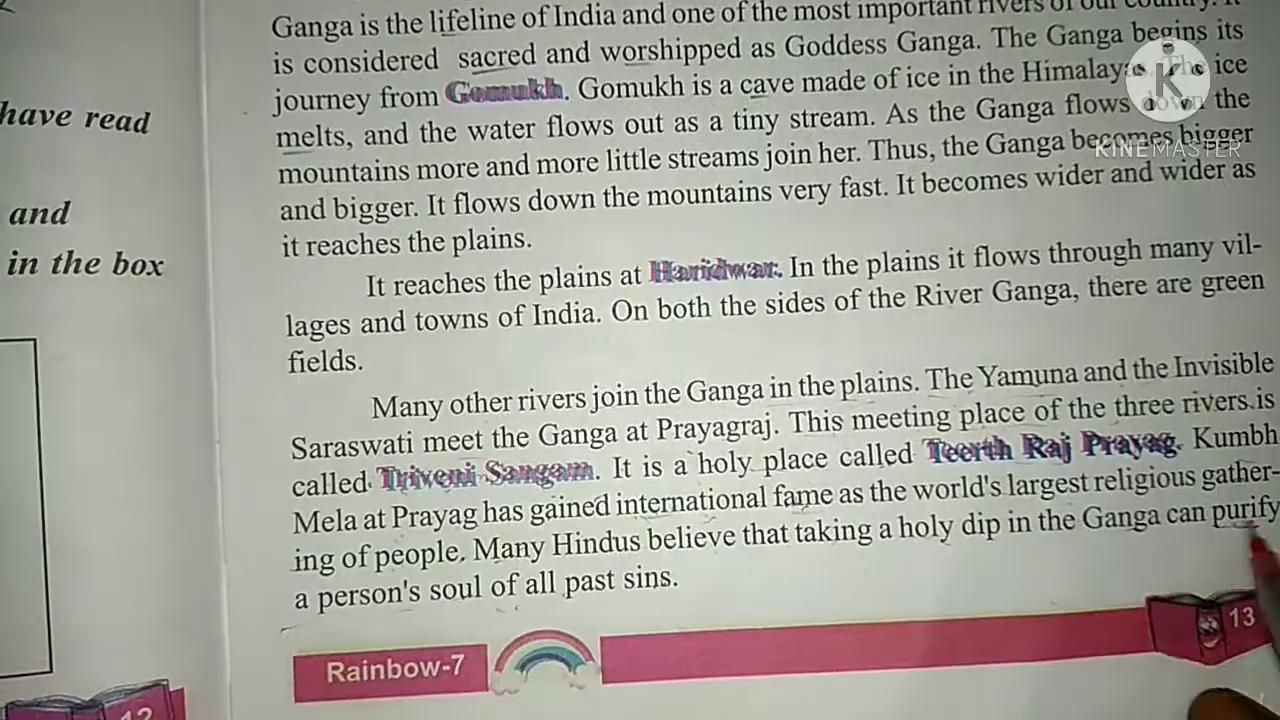 have read
and
in the box
12
Ganga is the lifeline of India and one of the most important rivers of our country. It
is considered sacred and worshipped as Goddess Ganga. The Ganga begins its
journey from Gomukh. Gomukh is a cave made of ice in the Himalayas. The ice
melts, and the water flows out as a tiny stream. As the Ganga flows down the
mountains more and more little streams join her. Thus, the Ganga becomes bigger
and bigger. It flows down the mountains very fast. It becomes wider and wider as
it reaches the plains.
It reaches the plains at Haridwar. In the plains it flows through many vil-
lages and towns of India. On both the sides of the River Ganga, there are green
fields.
Many other rivers join the Ganga in the plains. The Yamuna and the Invisible
Saraswati meet the Ganga at Prayagraj. This meeting place of the three rivers is
called Triveni Sangam. It is a holy place called Teerth Raj Prayag. Kumbh
Mela at Prayag has gained international fame as the world's largest religious gather-
ing of people. Many Hindus believe that taking a holy dip in the Ganga can purify
a person's soul of all past sins.
Rainbow-7
13
K
KINEMASTER